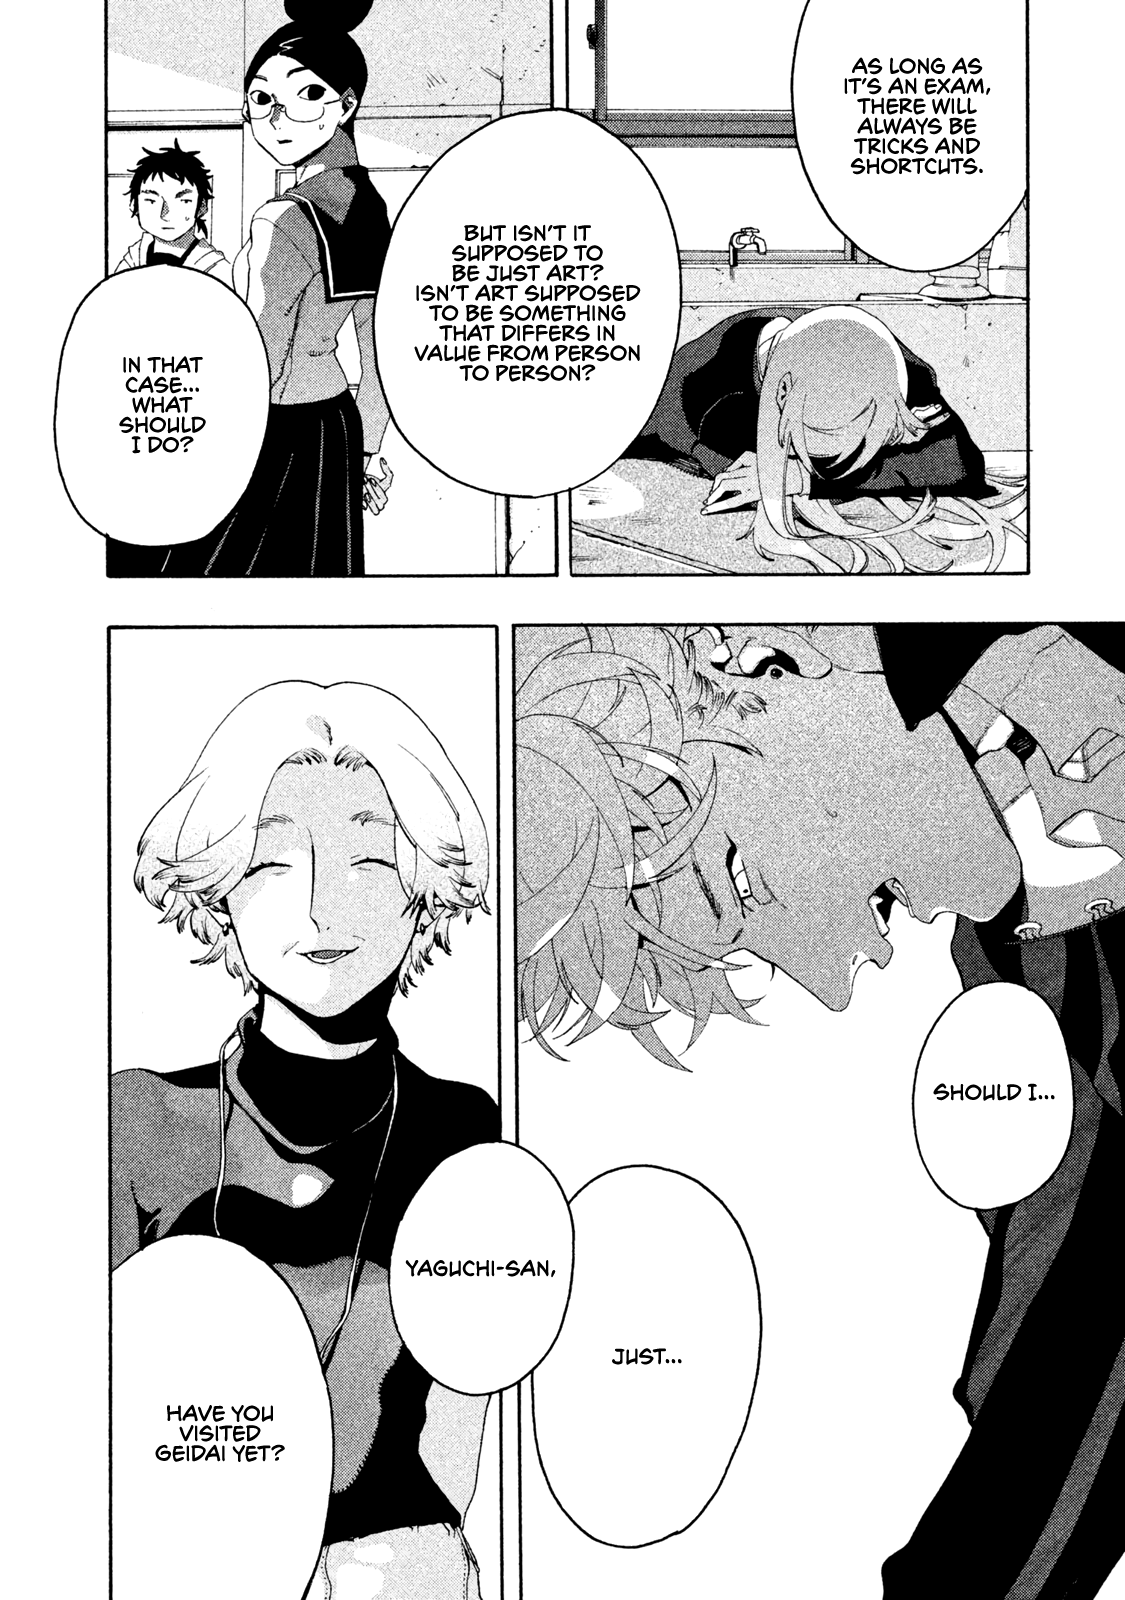 AS LONG AS
IT'S AN EXAM,
THERE WILL
ALWAYS BE
TRICKS AND
SHORTCUTS.
BUT ISN'T IT
SUPPOSED TO
BE JUST ART?
ISN'T ART SUPPOSED
TO BE SOMETHING
THAT DIFFERS IN
VALUE FROM PERSON
TO PERSON?
IN THAT
CASE...
WHAT
SHOULD
I DO?
SHOULD I...
JUST...
YAGUCHI-SAN,
HAVE YOU
VISITED
GEIDAI YET?